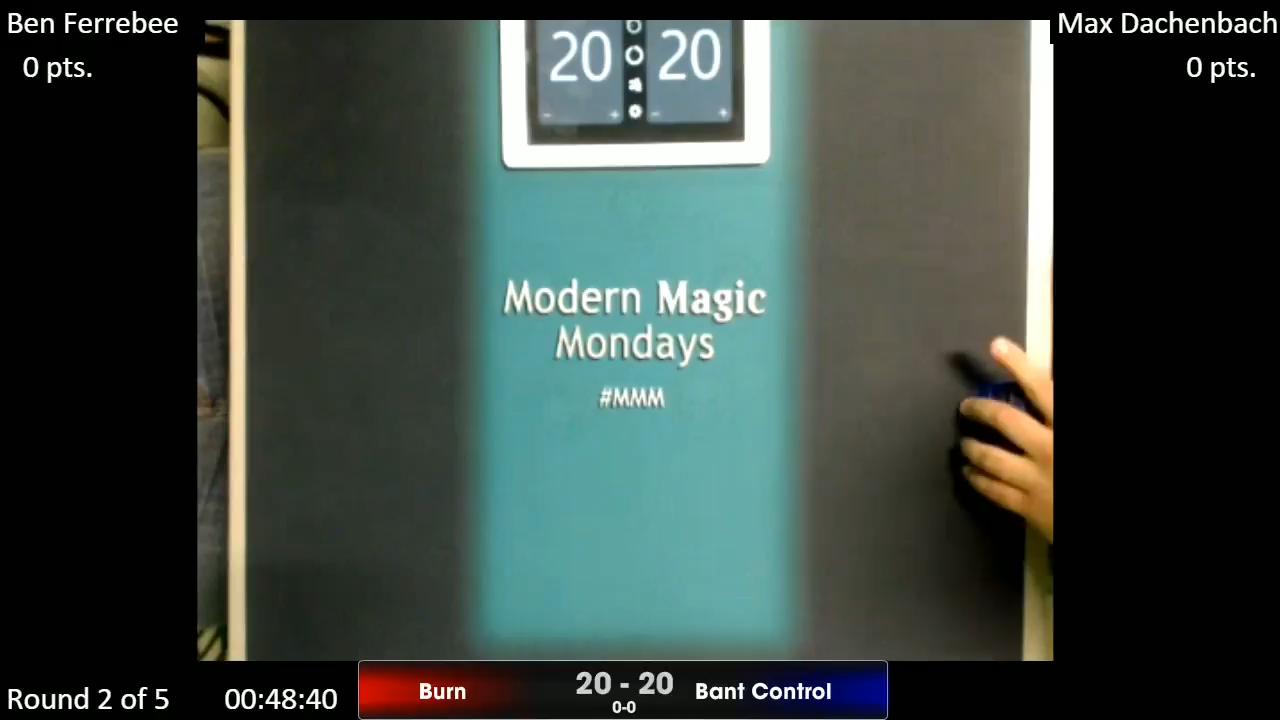 Ben Ferrebee
0 pts.
Max Dachenbach
0 pts.
20 20
- + - +
Modern Magic
Mondays
#MMM
Round 2 of 5
00:48:40
Burn
20 - 20
0-0
Bant Control